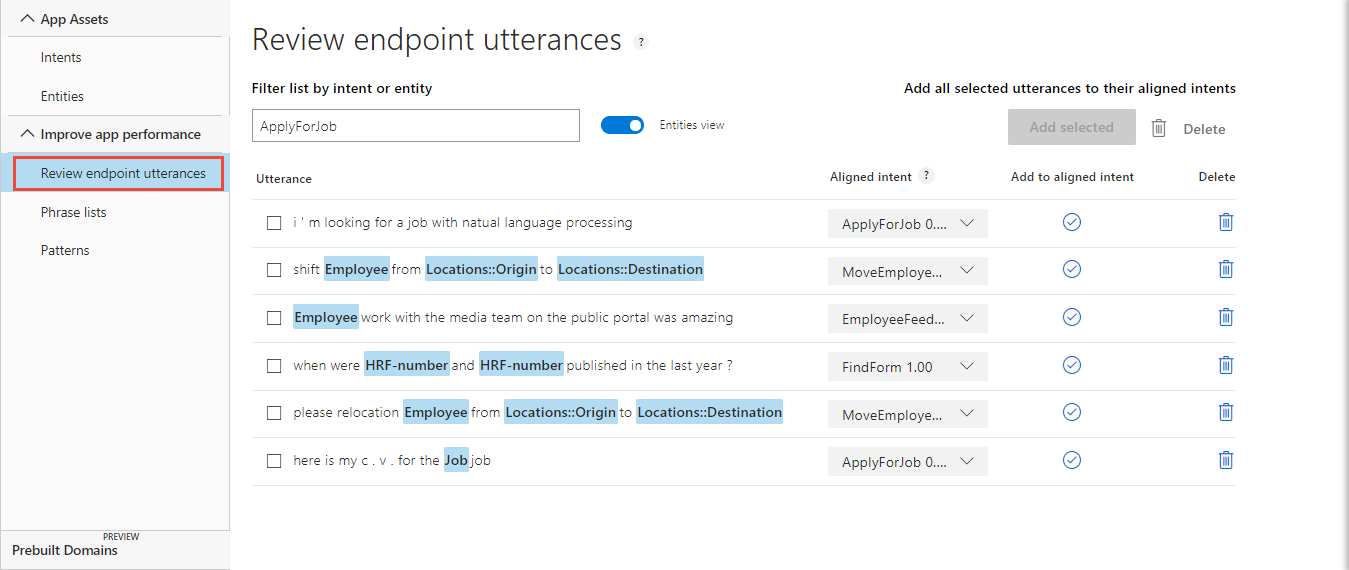 App Assets
Intents
Entities
Improve app performance
Review endpoint utterances
Phrase lists
Patterns
PREVIEW
Prebuilt Domains
Review endpoint utterances ?
Filter list by intent or entity
Add all selected utterances to their aligned intents
ApplyForJob
Entities view
Add selected
Delete
Utterance Aligned intent ? Add to aligned intent Delete
i ' m looking for a job with natual language processing ApplyForJob 0....
shift Employee from Locations::Origin to Locations::Destination MoveEmploye...
Employee work with the media team on the public portal was amazing EmployeeFeed...
when were HRF-number and HRF-number published in the last year ? FindForm 1.00
please relocation Employee from Locations::Origin to Locations::Destination MoveEmploye...
here is my c . v . for the Job job ApplyForJob 0....